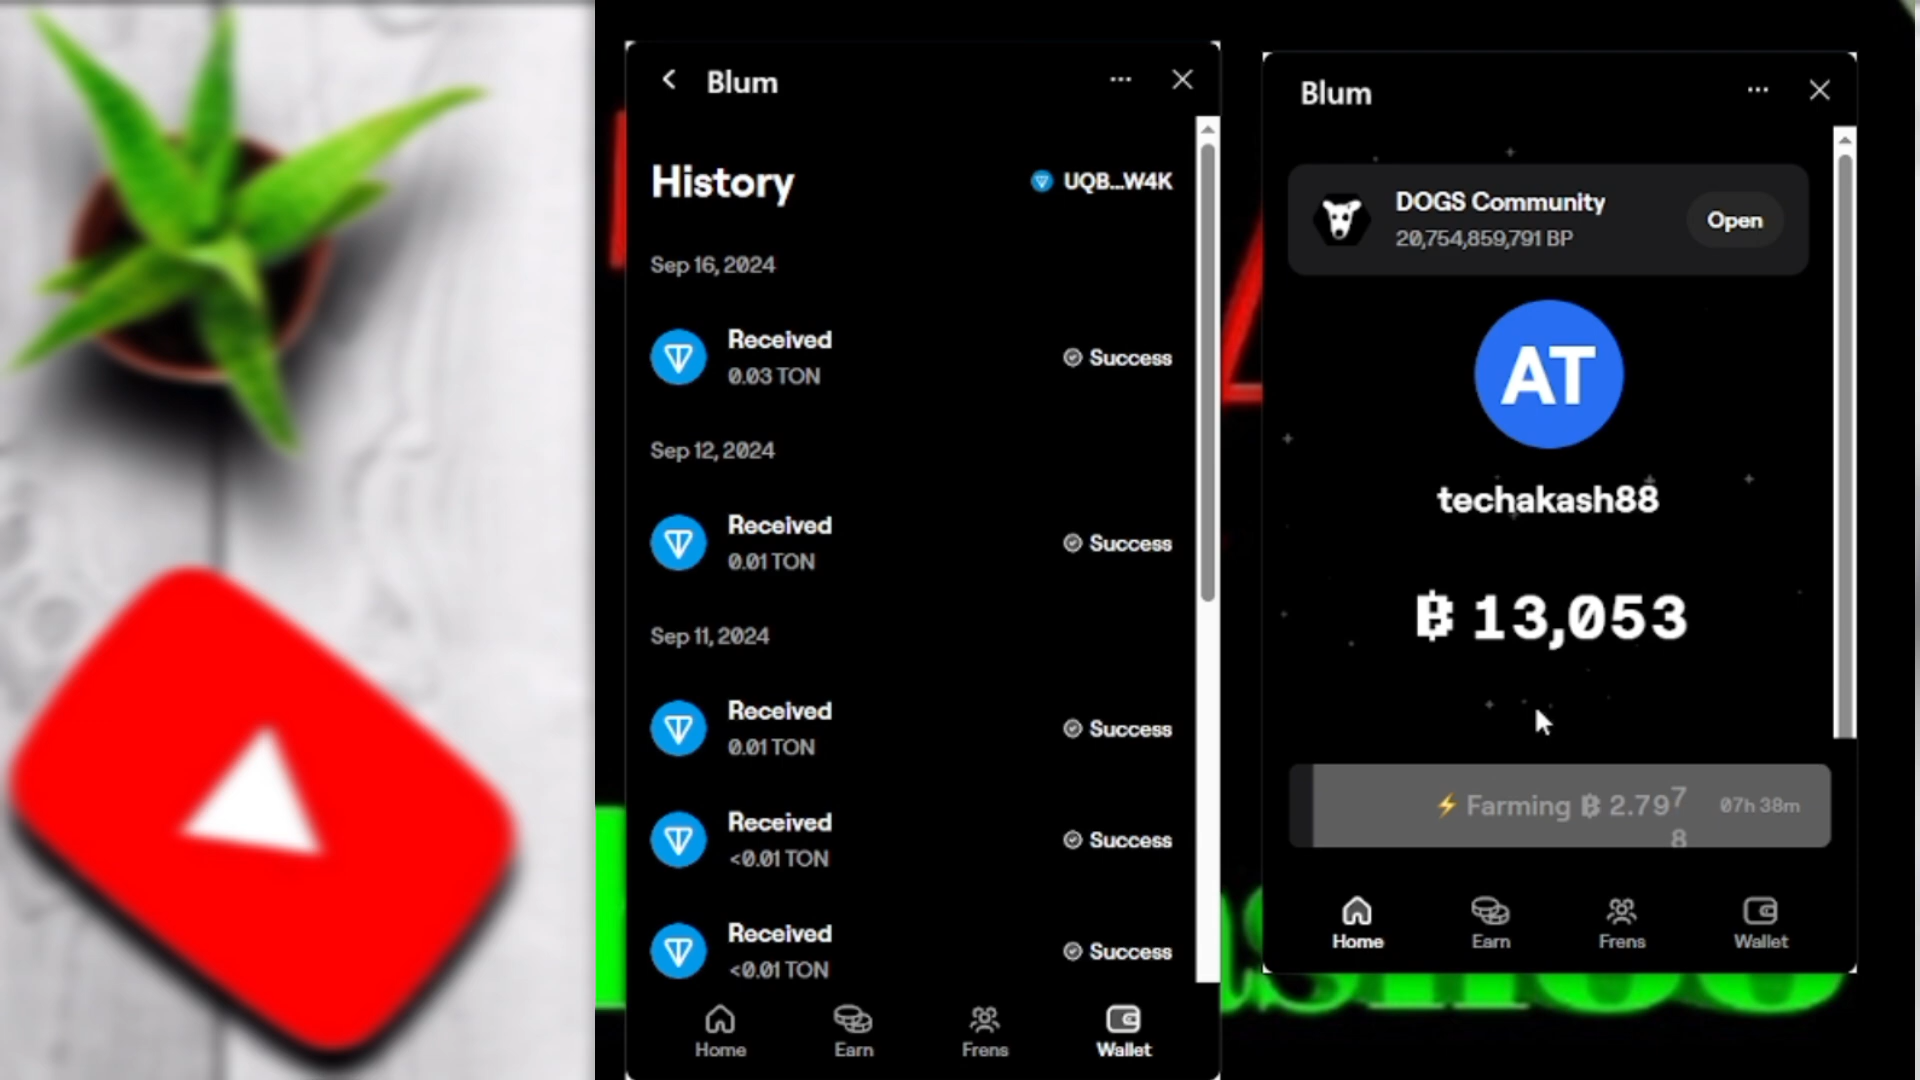 Blum
History
UQB...W4K
Sep 16, 2024
Received
Success
0.03 TON
Sep 12, 2024
Received
Success
0.01 TON
Sep 11, 2024
Received
Success
0.01 TON
Received
Success
<0.01 TON
Received
Success
<0.01 TON
Home
Earn
Frens
Wallet
Blum
DOGS Community
20,754,859,791 BP
Open
AT
techakash88
฿ 13,053
Farming ฿ 2.797
8
07h 38m
Home
Earn
Frens
Wallet